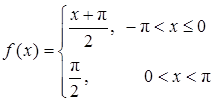 f(x) = { (x + π)/2, −π < x ≤ 0
π/2, 0 < x < π